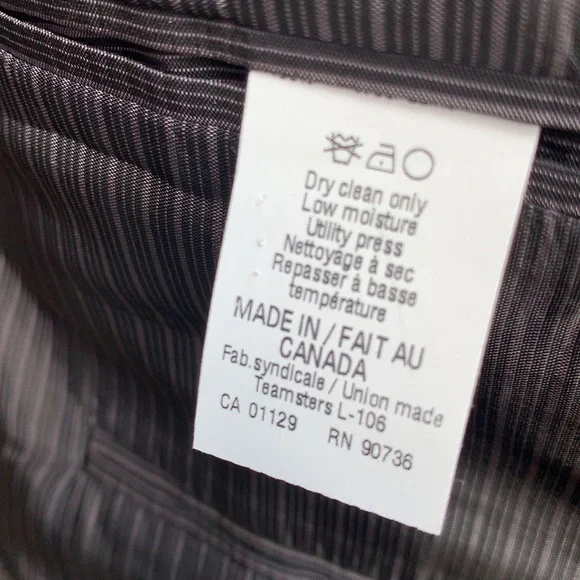 Dry clean only
Low moisture
Utility press
Nettoyage à sec
Repasser à basse
température
MADE IN / FAIT AU
CANADA
Fab.syndicale / Union made
Teamsters L-106
CA 01129 RN 90736